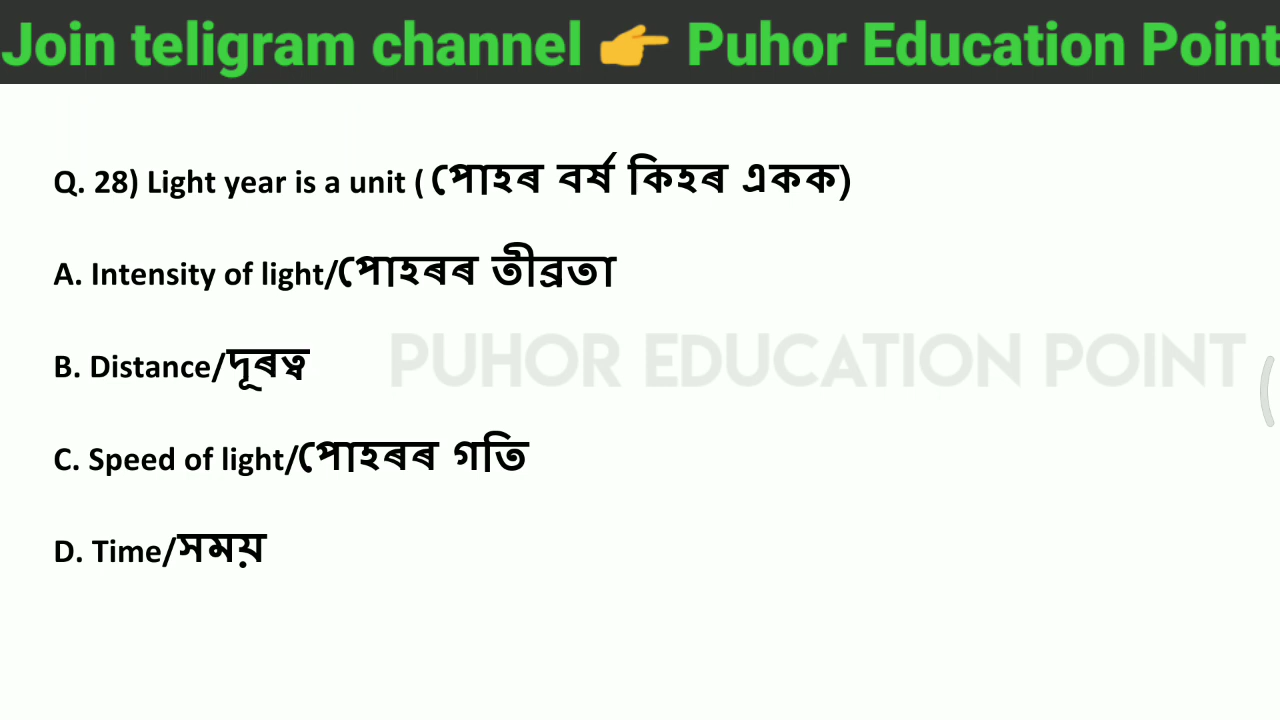 Join teligram channel 👉 Puhor Education Point
Q. 28) Light year is a unit ( পোহৰ বৰ্ষ কিহৰ একক)
A. Intensity of light/পোহৰৰ তীব্ৰতা
PUHOR EDUCATION POINT
B. Distance/দূৰত্ব
C. Speed of light/পোহৰৰ গতি
D. Time/সময়